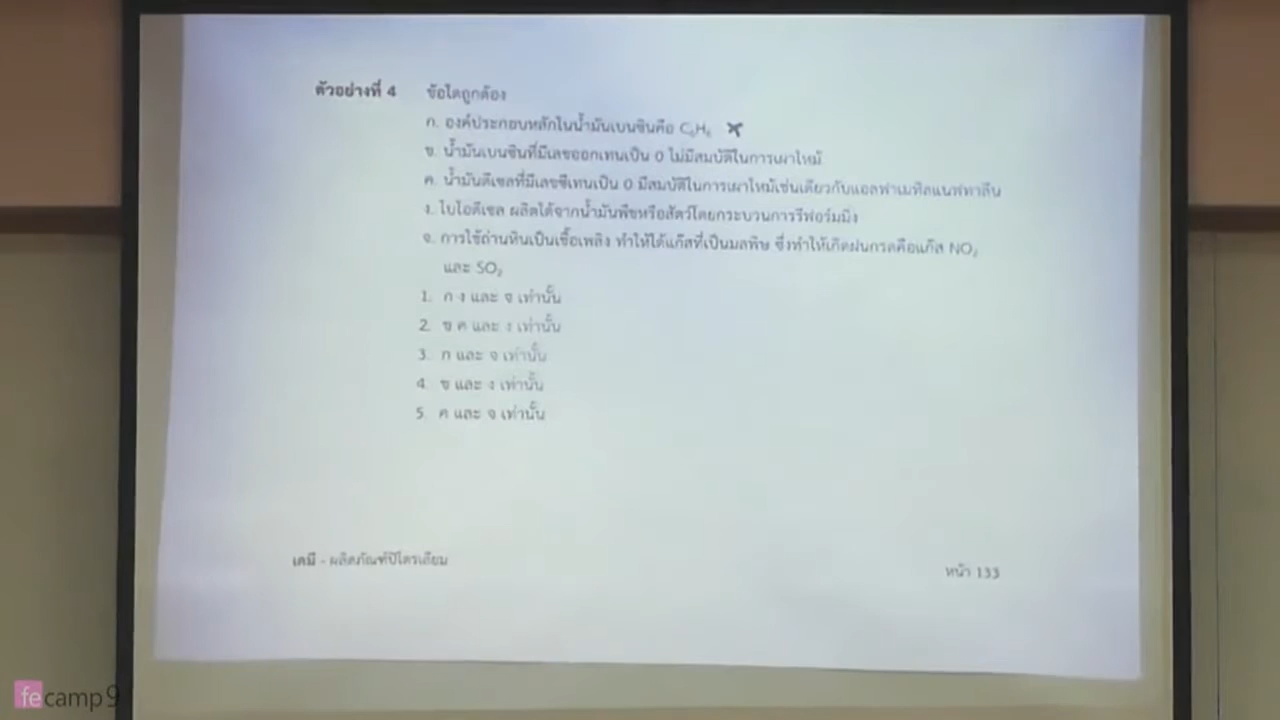 ตัวอย่างที่ 4 ข้อใดถูกต้อง
ก. องค์ประกอบหลักในน้ำมันเบนซินคือ C₆H₆
ข. น้ำมันเบนซินที่มีเลขออกเทนเป็น 0 ไม่มีสมบัติในการเผาไหม้
ค. น้ำมันดีเซลที่มีเลขซีเทนเป็น 0 มีสมบัติในการเผาไหม้เช่นเดียวกับแอลฟาเมทิลแนฟทาลีน
ง. ไบโอดีเซล ผลิตได้จากน้ำมันพืชหรือสัตว์โดยกระบวนการรีฟอร์มมิ่ง
จ. การใช้ถ่านหินเป็นเชื้อเพลิง ทำให้ได้แก๊สที่เป็นมลพิษ ซึ่งทำให้เกิดฝนกรดคือแก๊ส NO₂
และ SO₂
1. ก ง และ จ เท่านั้น
2. ข ค และ ง เท่านั้น
3. ก และ จ เท่านั้น
4. ข และ ง เท่านั้น
5. ค และ จ เท่านั้น
เคมี - ผลิตภัณฑ์ปิโตรเลียม
หน้า 133
fecamp9